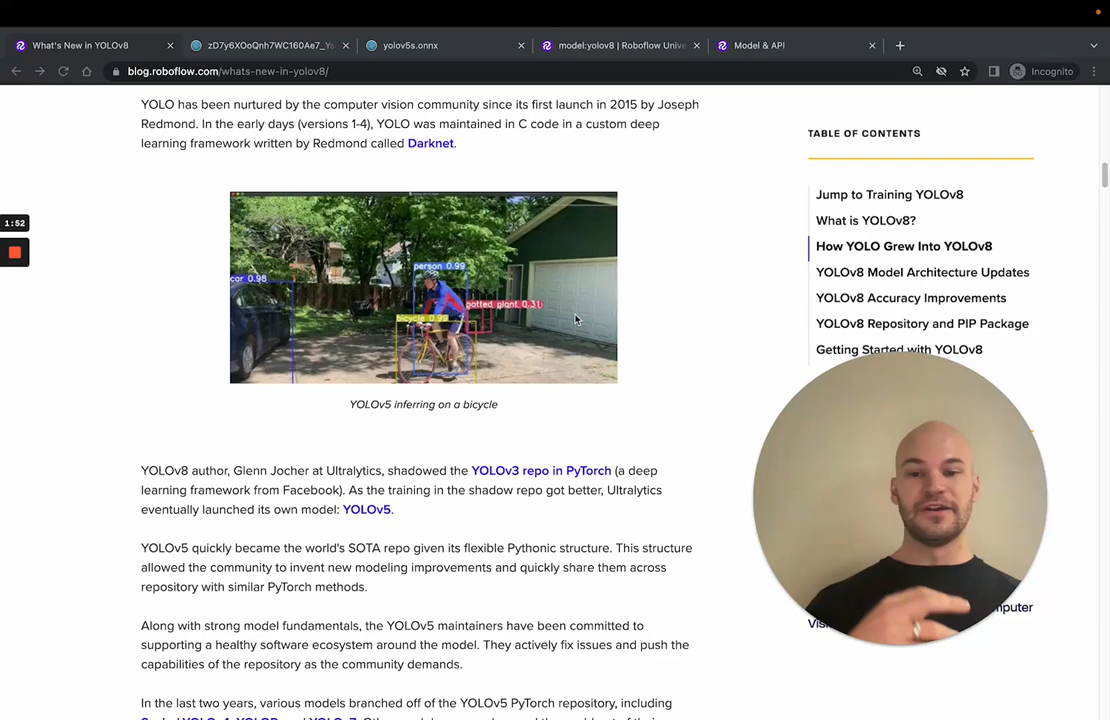 What's New in YOLOv8
zD7y6XOoQnh7WC160Ae7_Ys
yolov5s.onnx
model:yolov8 | Roboflow Unive
Model & API
blog.roboflow.com/whats-new-in-yolov8/
Incognito
YOLO has been nurtured by the computer vision community since its first launch in 2015 by Joseph
Redmond. In the early days (versions 1-4), YOLO was maintained in C code in a custom deep
learning framework written by Redmond called Darknet.
car 0.98
person 0.99
potted plant 0.31
bicycle 0.99
YOLOv5 inferring on a bicycle
YOLOv8 author, Glenn Jocher at Ultralytics, shadowed the YOLOv3 repo in PyTorch (a deep
learning framework from Facebook). As the training in the shadow repo got better, Ultralytics
eventually launched its own model: YOLOv5.
YOLOv5 quickly became the world's SOTA repo given its flexible Pythonic structure. This structure
allowed the community to invent new modeling improvements and quickly share them across
repository with similar PyTorch methods.
Along with strong model fundamentals, the YOLOv5 maintainers have been committed to
supporting a healthy software ecosystem around the model. They actively fix issues and push the
capabilities of the repository as the community demands.
In the last two years, various models branched off of the YOLOv5 PyTorch repository, including
TABLE OF CONTENTS
Jump to Training YOLOv8
What is YOLOv8?
How YOLO Grew Into YOLOv8
YOLOv8 Model Architecture Updates
YOLOv8 Accuracy Improvements
YOLOv8 Repository and PIP Package
Getting Started with YOLOv8
1:52